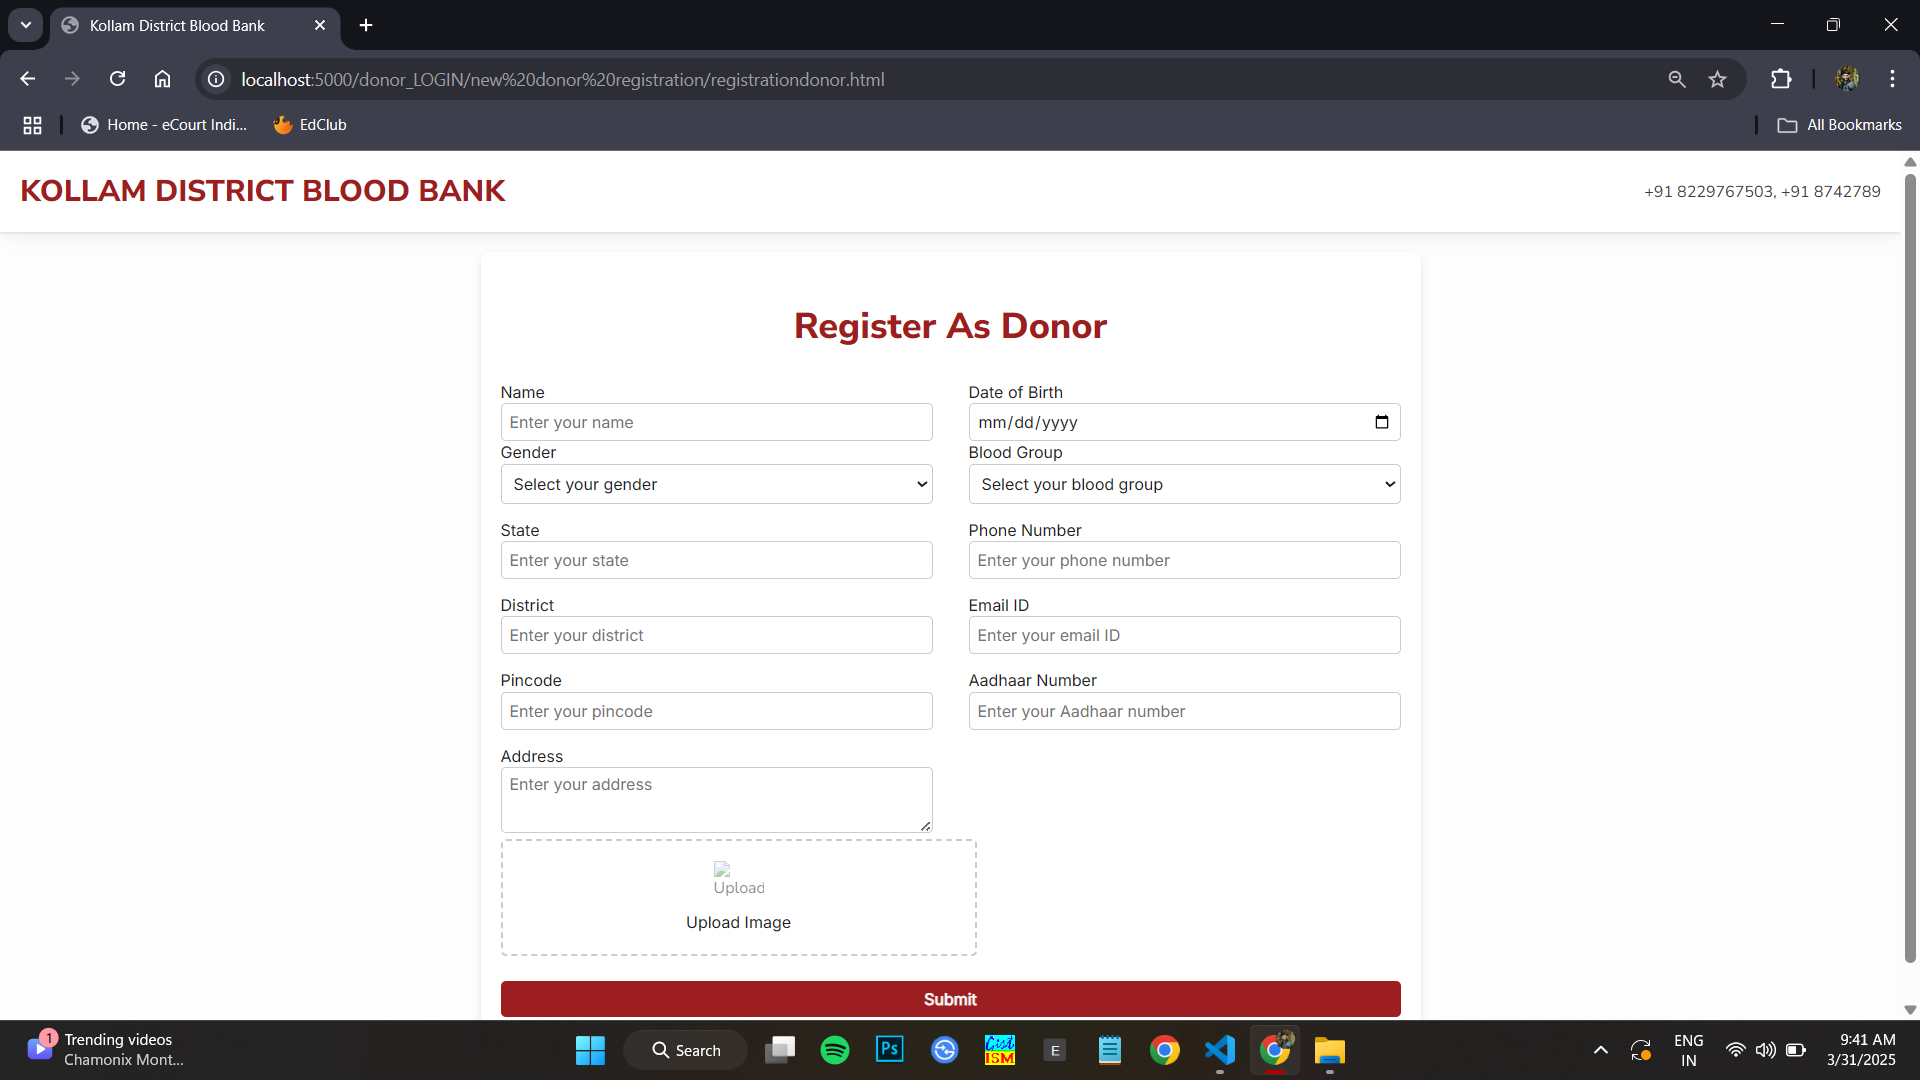 Kollam District Blood Bank
localhost:5000/donor_LOGIN/new%20donor%20registration/registrationdonor.html
Home - eCourt Indi...
EdClub
All Bookmarks
KOLLAM DISTRICT BLOOD BANK
+91 8229767503, +91 8742789
Register As Donor
Name
Date of Birth
Enter your name
mm/dd/yyyy
Gender
Blood Group
Select your gender
Select your blood group
State
Phone Number
Enter your state
Enter your phone number
District
Email ID
Enter your district
Enter your email ID
Pincode
Aadhaar Number
Enter your pincode
Enter your Aadhaar number
Address
Enter your address
Upload
Upload Image
Submit
1
Trending videos
Chamonix Mont...
Search
Ps
Gist
ISM
E
ENG
IN
9:41 AM
3/31/2025